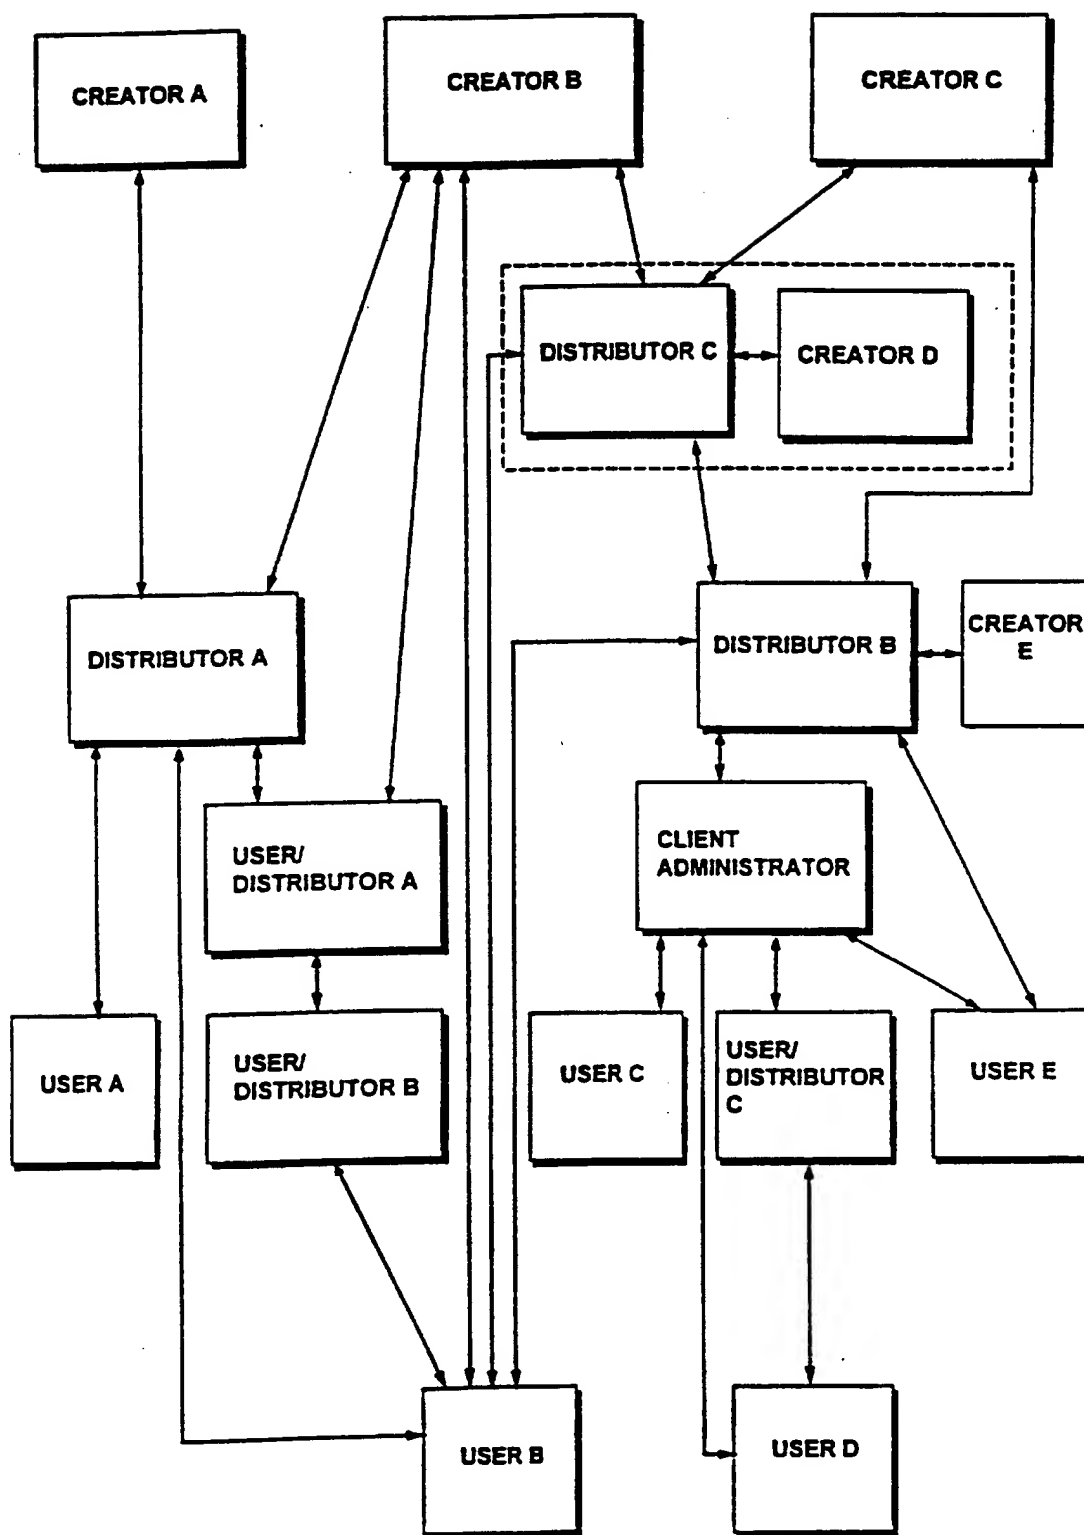 CREATOR A
CREATOR B
CREATOR C
DISTRIBUTOR C
CREATOR D
DISTRIBUTOR A
DISTRIBUTOR B
CREATOR
E
USER/
DISTRIBUTOR A
CLIENT
ADMINISTRATOR
USER A
USER/
DISTRIBUTOR B
USER C
USER/
DISTRIBUTOR
C
USER E
USER B
USER D